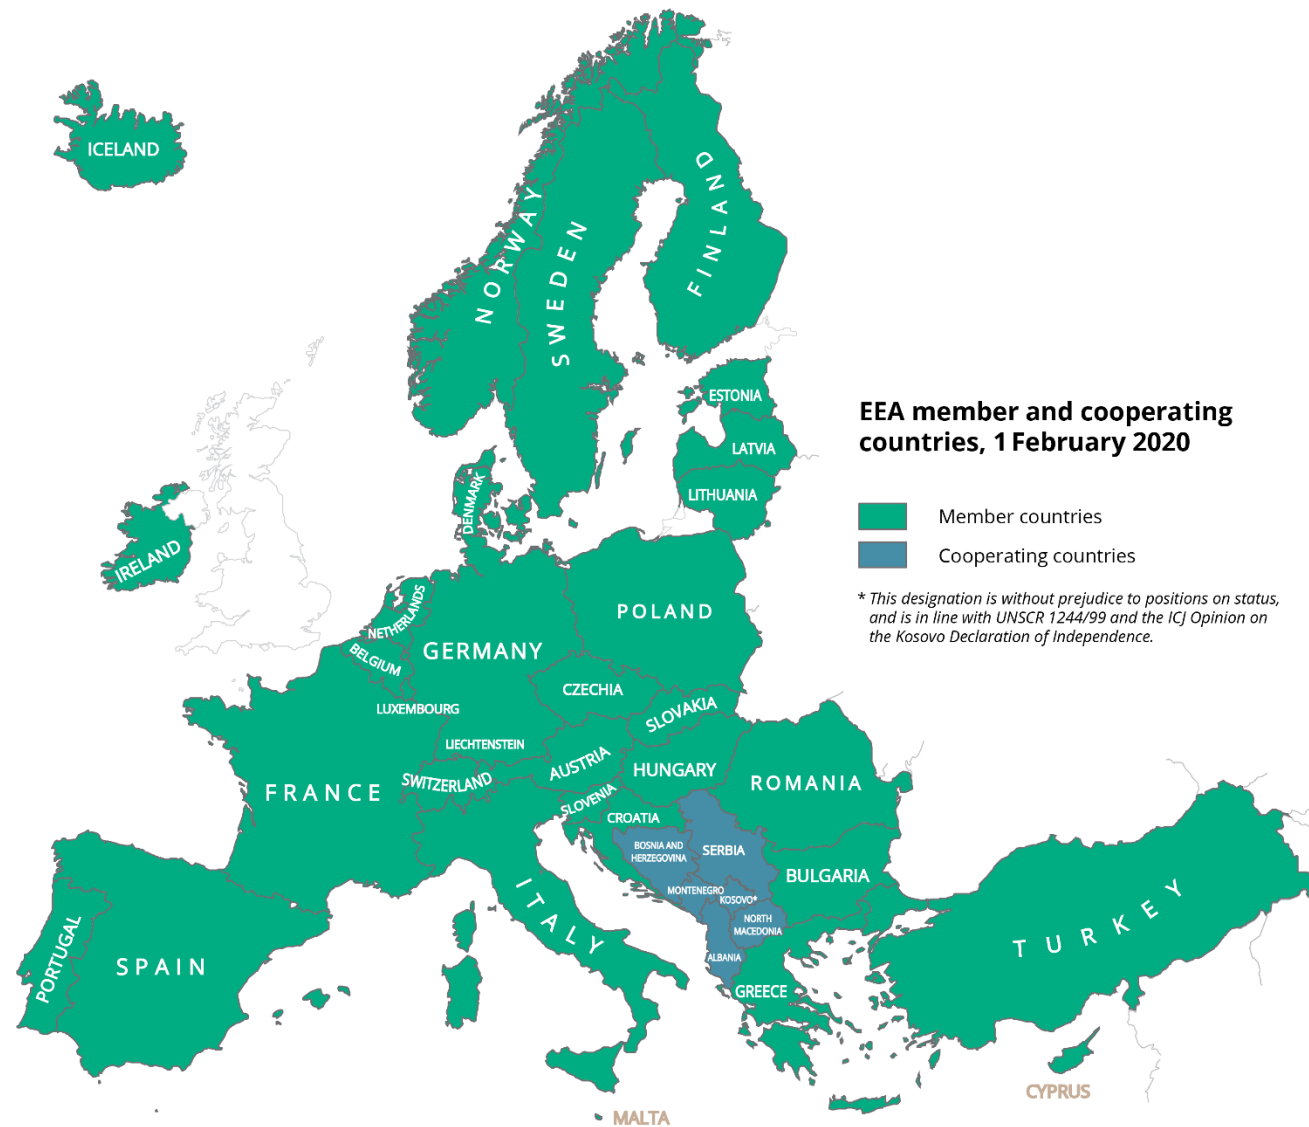 ICELAND
NORWAY
SWEDEN
FINLAND
ESTONIA
LATVIA
LITHUANIA
DENMARK
IRELAND
EEA member and cooperating
countries, 1 February 2020
Member countries
Cooperating countries
* This designation is without prejudice to positions on status,
and is in line with UNSCR 1244/99 and the ICJ Opinion on
the Kosovo Declaration of Independence.
NETHERLANDS
BELGIUM
GERMANY
POLAND
LUXEMBOURG
CZECHIA
SLOVAKIA
LIECHTENSTEIN
SWITZERLAND
AUSTRIA
HUNGARY
ROMANIA
FRANCE
SLOVENIA
CROATIA
BOSNIA AND
HERZEGOVINA
SERBIA
BULGARIA
MONTENEGRO
KOSOVO*
NORTH
MACEDONIA
ALBANIA
ITALY
PORTUGAL
SPAIN
GREECE
TURKEY
CYPRUS
MALTA